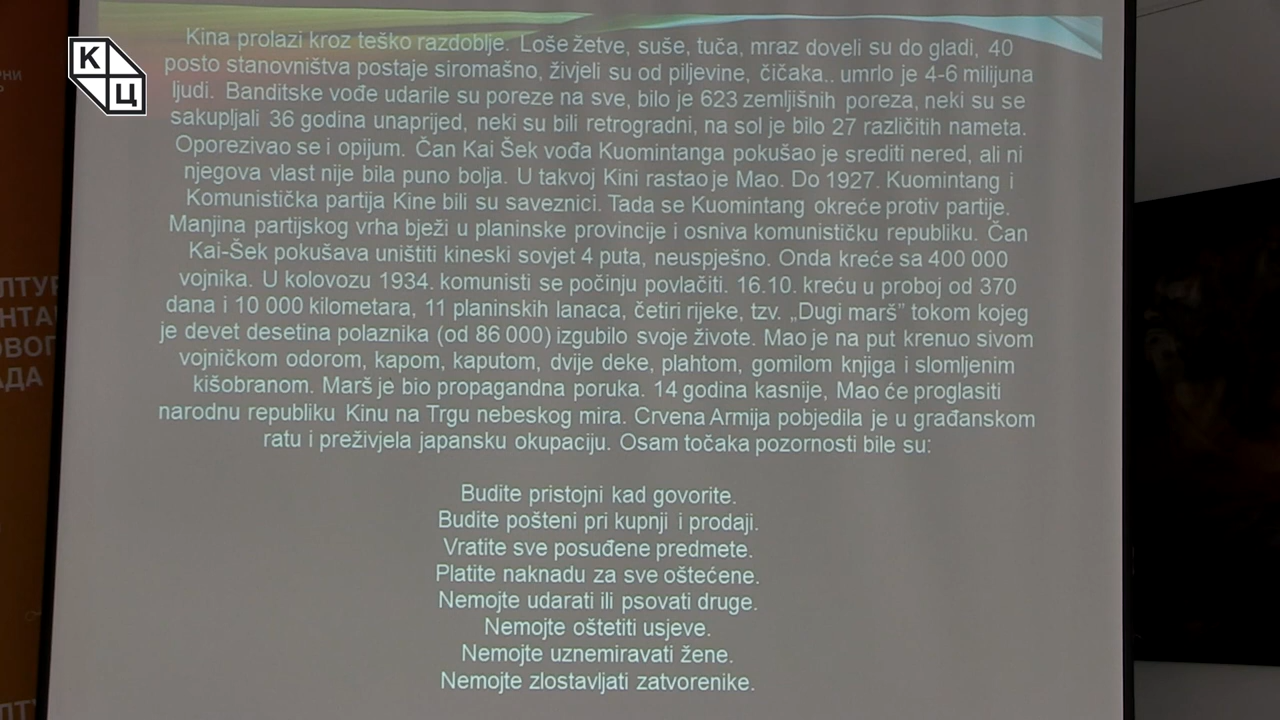 К
Ц
Kina prolazi kroz teško razdoblje. Loše žetve, suše, tuča, mraz doveli su do gladi, 40
posto stanovništva postaje siromašno, živjeli su od piljevine, čičaka.. umrlo je 4-6 milijuna
ljudi. Banditske vođe udarile su poreze na sve, bilo je 623 zemljišnih poreza, neki su se
sakupljali 36 godina unaprijed, neki su bili retrogradni, na sol je bilo 27 različitih nameta.
Oporezivao se i opijum. Čan Kai Šek vođa Kuomintanga pokušao je srediti nered, ali ni
njegova vlast nije bila puno bolja. U takvoj Kini rastao je Mao. Do 1927. Kuomintang i
Komunistička partija Kine bili su saveznici. Tada se Kuomintang okreće protiv partije.
Manjina partijskog vrha bježi u planinske provincije i osniva komunističku republiku. Čan
Kai-Šek pokušava uništiti kineski sovjet 4 puta, neuspješno. Onda kreće sa 400 000
vojnika. U kolovozu 1934. komunisti se počinju povlačiti. 16.10. kreću u proboj od 370
dana i 10 000 kilometara, 11 planinskih lanaca, četiri rijeke, tzv. „Dugi marš” tokom kojeg
je devet desetina polaznika (od 86 000) izgubilo svoje živote. Mao je na put krenuo sivom
vojničkom odorom, kapom, kaputom, dvije deke, plahtom, gomilom knjiga i slomljenim
kišobranom. Marš je bio propagandna poruka. 14 godina kasnije, Mao će proglasiti
narodnu republiku Kinu na Trgu nebeskog mira. Crvena Armija pobjedila je u građanskom
ratu i preživjela japansku okupaciju. Osam točaka pozornosti bile su:
Budite pristojni kad govorite.
Budite pošteni pri kupnji i prodaji.
Vratite sve posuđene predmete.
Platite naknadu za sve oštećene.
Nemojte udarati ili psovati druge.
Nemojte oštetiti usjeve.
Nemojte uznemiravati žene.
Nemojte zlostavljati zatvorenike.